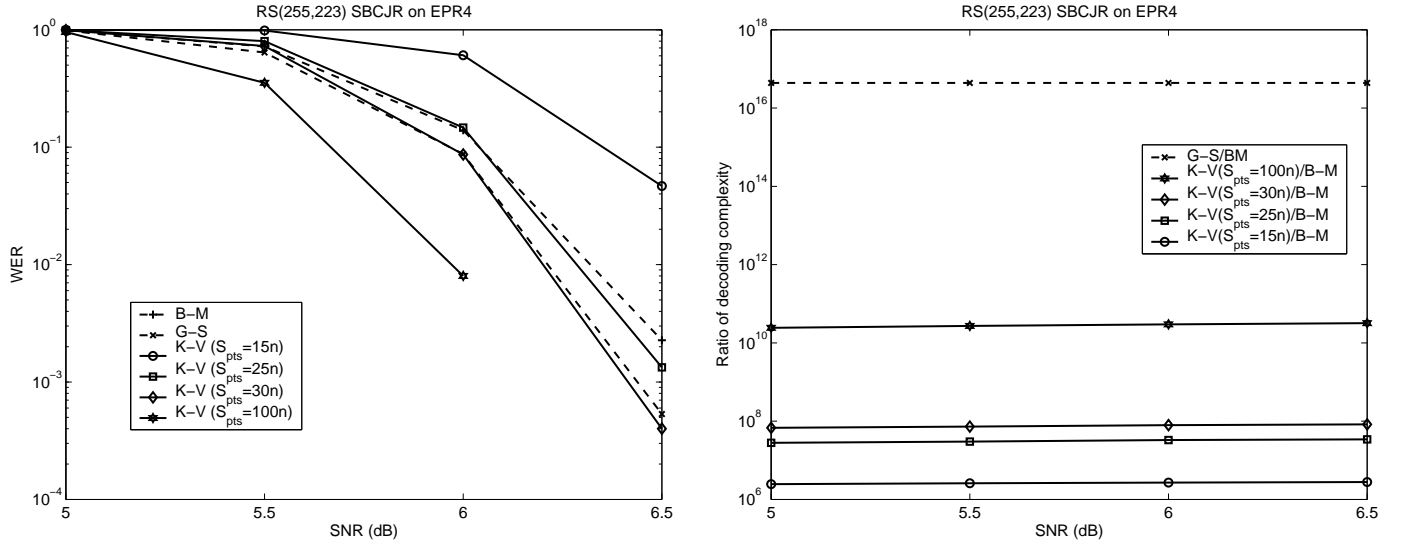 RS(255,223) SBCJR on EPR4
10^0
10^-1
10^-2
10^-3
10^-4
WER
B−M
G−S
K−V (S_pts=15n)
K−V (S_pts=25n)
K−V (S_pts=30n)
K−V (S_pts=100n)
5
5.5
6
6.5
SNR (dB)
RS(255,223) SBCJR on EPR4
10^18
10^16
10^14
10^12
10^10
10^8
10^6
Ratio of decoding complexity
G−S/BM
K−V(S_pts=100n)/B−M
K−V(S_pts=30n)/B−M
K−V(S_pts=25n)/B−M
K−V(S_pts=15n)/B−M
5
5.5
6
6.5
SNR (dB)